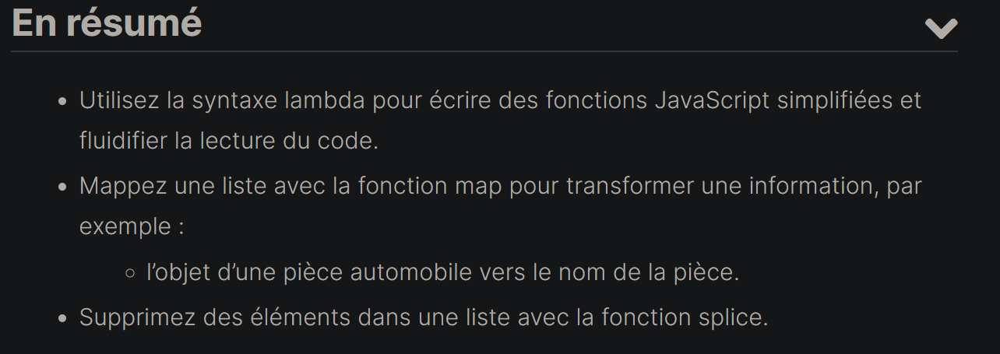 En résumé
• Utilisez la syntaxe lambda pour écrire des fonctions JavaScript simplifiées et
fluidifier la lecture du code.
• Mappez une liste avec la fonction map pour transformer une information, par
exemple :
◦ l’objet d’une pièce automobile vers le nom de la pièce.
• Supprimez des éléments dans une liste avec la fonction splice.